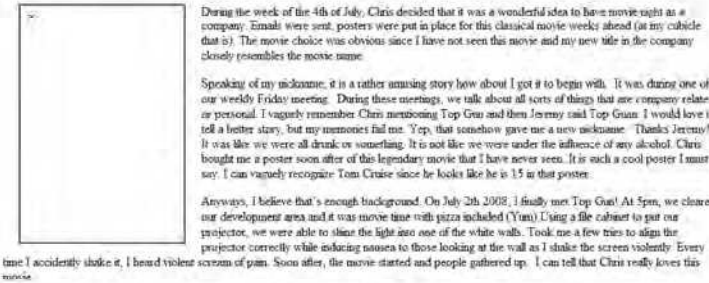 During the week of the 4th of July, Chris decided that it was a wonderful idea to have movie night as a
company. Emails were sent, posters were put in place for this classical movie weeks ahead (at my cubicle
that is). The movie choice was obvious since I have not seen this movie and my new title in the company
closely resembles the movie name.
Speaking of my nickname, it is a rather amusing story how about I got it to begin with. It was during one of
our weekly Friday meeting. During these meetings, we talk about all sorts of things that are company relate
or personal. I vaguely remember Chris mentioning Top Gun and then Jeremy said Top Guan. I would love t
tell a better story, but my memories fail me. Yep, that somehow gave me a new nickname. Thanks Jeremy!
It was like we were all drunk or something. It is not like we were under the influence of any alcohol. Chris
bought me a poster soon after of this legendary movie that I have never seen. It is such a cool poster I must
say. I can vaguely recognize Tom Cruise since he looks like he is 15 in that poster.
Anyways, I believe that's enough background. On July 2th 2008, I finally met Top Gun! At 5pm, we cleare
our development area and it was movie time with pizza included (Yum) Using a file cabinet to put our
projector, we were able to shine the light into one of the white walls. Took me a few tries to align the
projector correctly while inducing nausea to those looking at the wall as I shake the screen violently. Every
time I accidently shake it, I heard violent scream of pain. Soon after, the movie started and people gathered up. I can tell that Chris really loves this
movie.